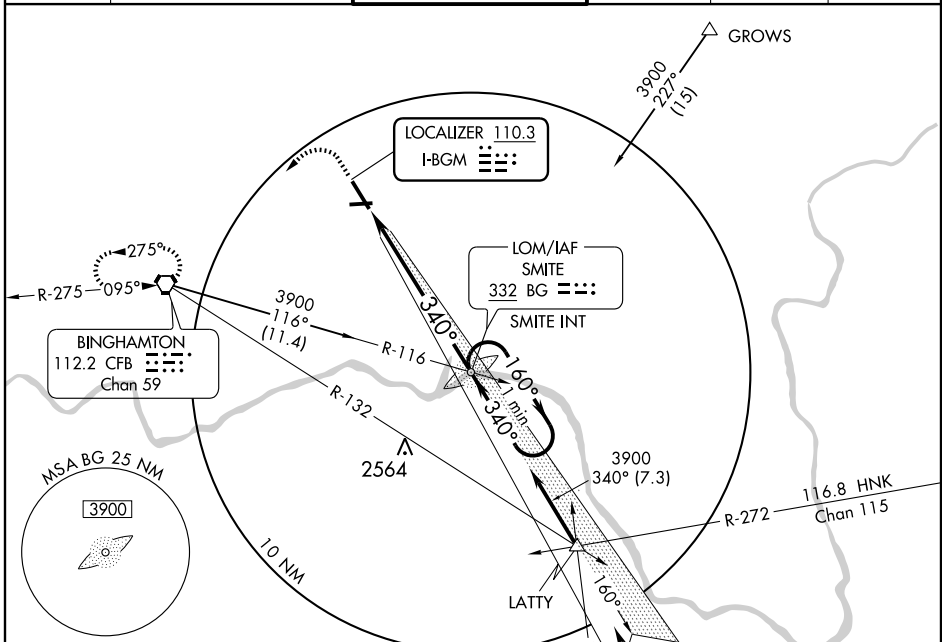 GROWS
3900
227°
(15)
LOCALIZER 110.3
I-BGM
LOM/IAF
SMITE
332 BG
SMITE INT
275°
R-275
095°
3900
116°
(11.4)
R-116
340°
BINGHAMTON
112.2 CFB
Chan 59
R-132
160°
1 min
340°
2564
3900
340° (7.3)
116.8 HNK
Chan 115
R-272
MSA BG 25 NM
3900
10 NM
LATTY
160°